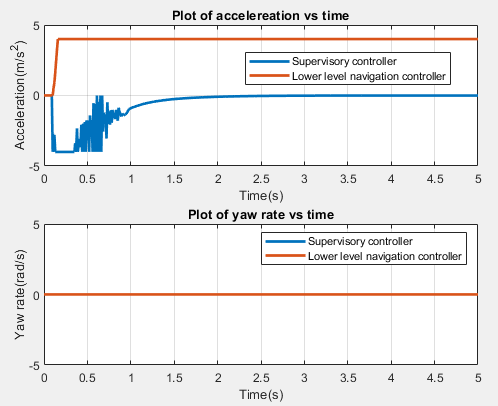 Plot of accelereation vs time
5
0
-5
Acceleration(m/s²)
Supervisory controller
Lower level navigation controller
0 0.5 1 1.5 2 2.5 3 3.5 4 4.5 5
Time(s)
Plot of yaw rate vs time
5
0
-5
Yaw rate(rad/s)
Supervisory controller
Lower level navigation controller
0 0.5 1 1.5 2 2.5 3 3.5 4 4.5 5
Time(s)